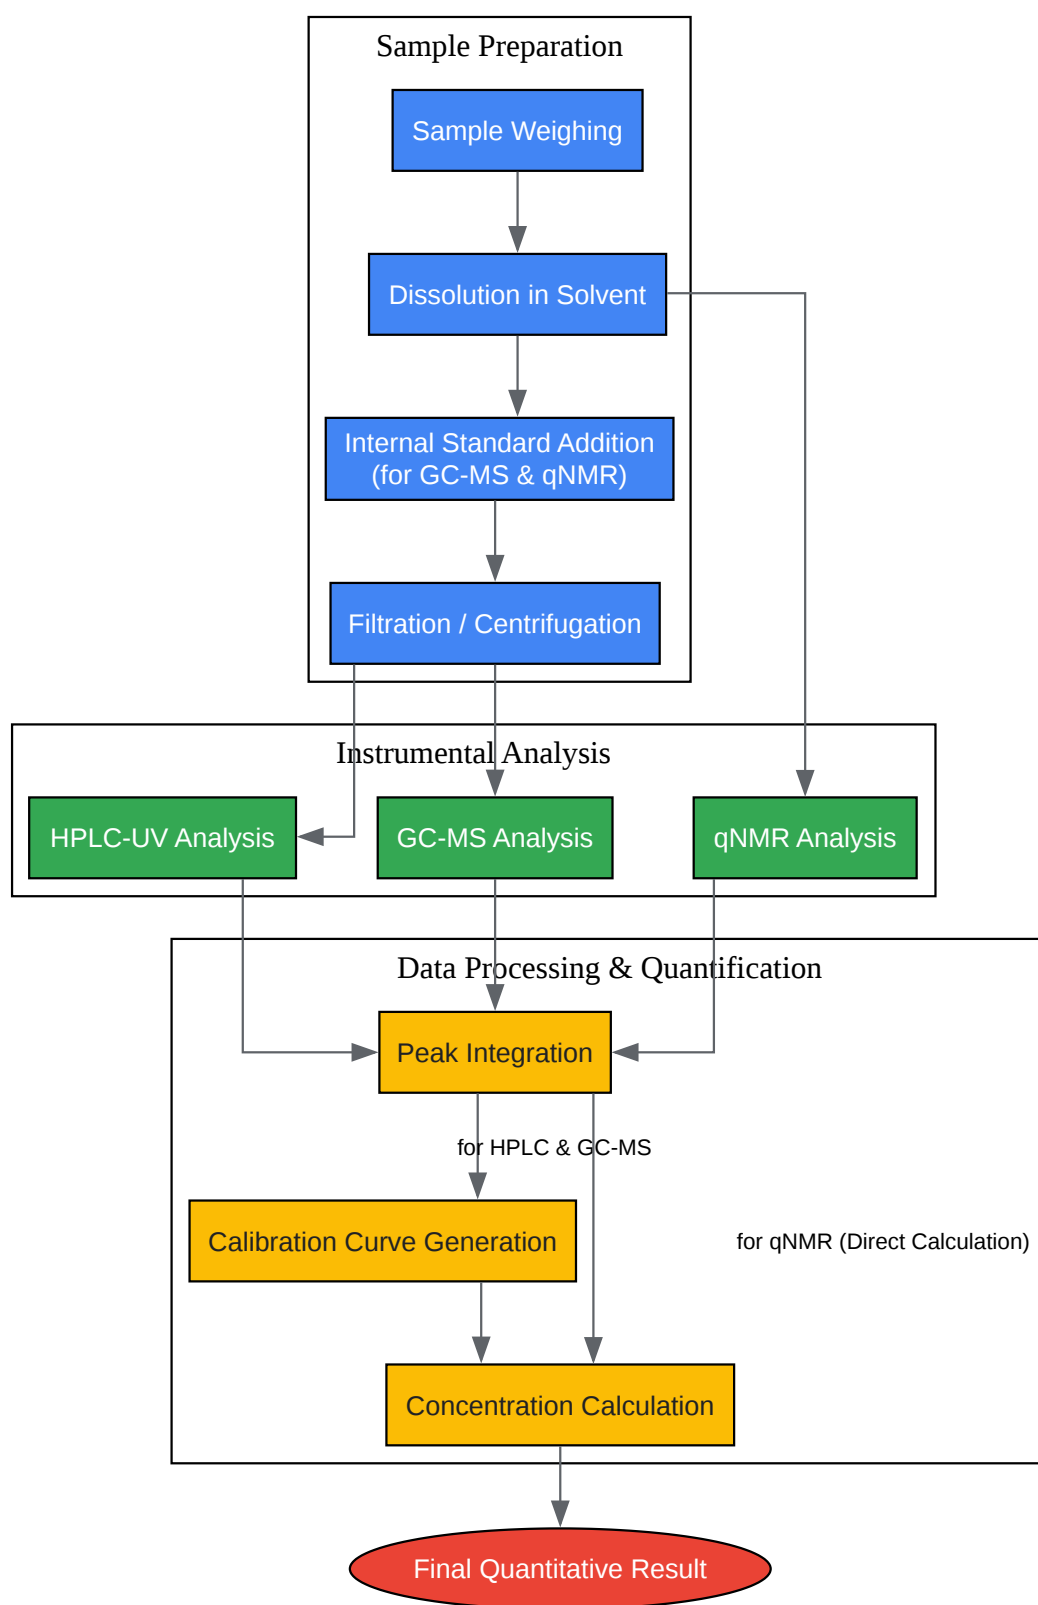 Sample Preparation
Sample Weighing
Dissolution in Solvent
Internal Standard Addition
(for GC-MS & qNMR)
Filtration / Centrifugation
Instrumental Analysis
HPLC-UV Analysis
GC-MS Analysis
qNMR Analysis
Data Processing & Quantification
Peak Integration
for HPLC & GC-MS
Calibration Curve Generation
for qNMR (Direct Calculation)
Concentration Calculation
Final Quantitative Result